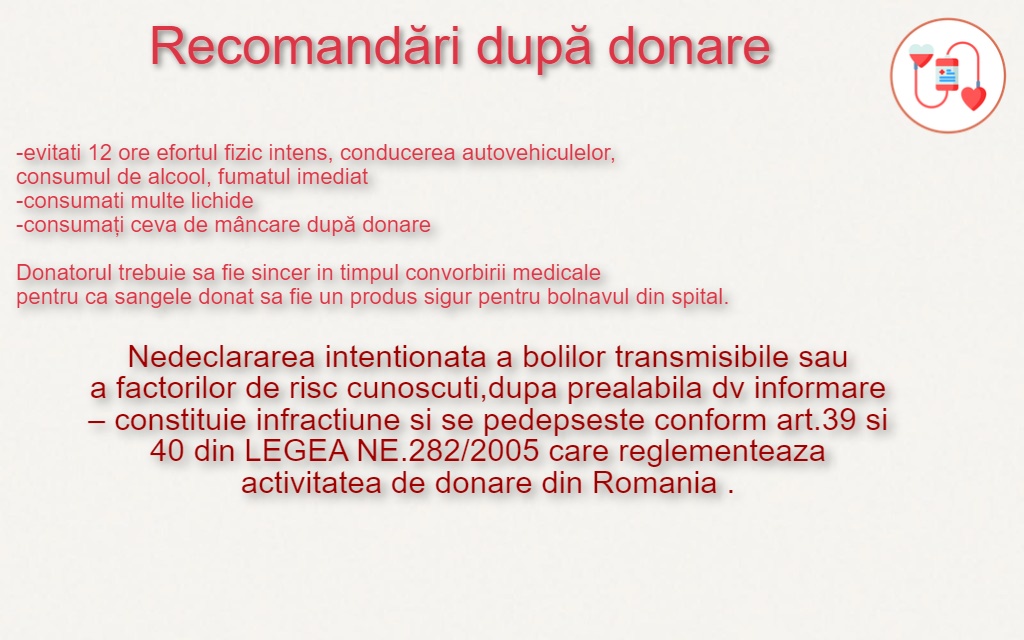 Recomandări după donare
-evitati 12 ore efortul fizic intens, conducerea autovehiculelor,
consumul de alcool, fumatul imediat
-consumati multe lichide
-consumați ceva de mâncare după donare
Donatorul trebuie sa fie sincer in timpul convorbirii medicale
pentru ca sangele donat sa fie un produs sigur pentru bolnavul din spital.
Nedeclararea intentionata a bolilor transmisibile sau
a factorilor de risc cunoscuti,dupa prealabila dv informare
– constituie infractiune si se pedepseste conform art.39 si
40 din LEGEA NE.282/2005 care reglementeaza
activitatea de donare din Romania .